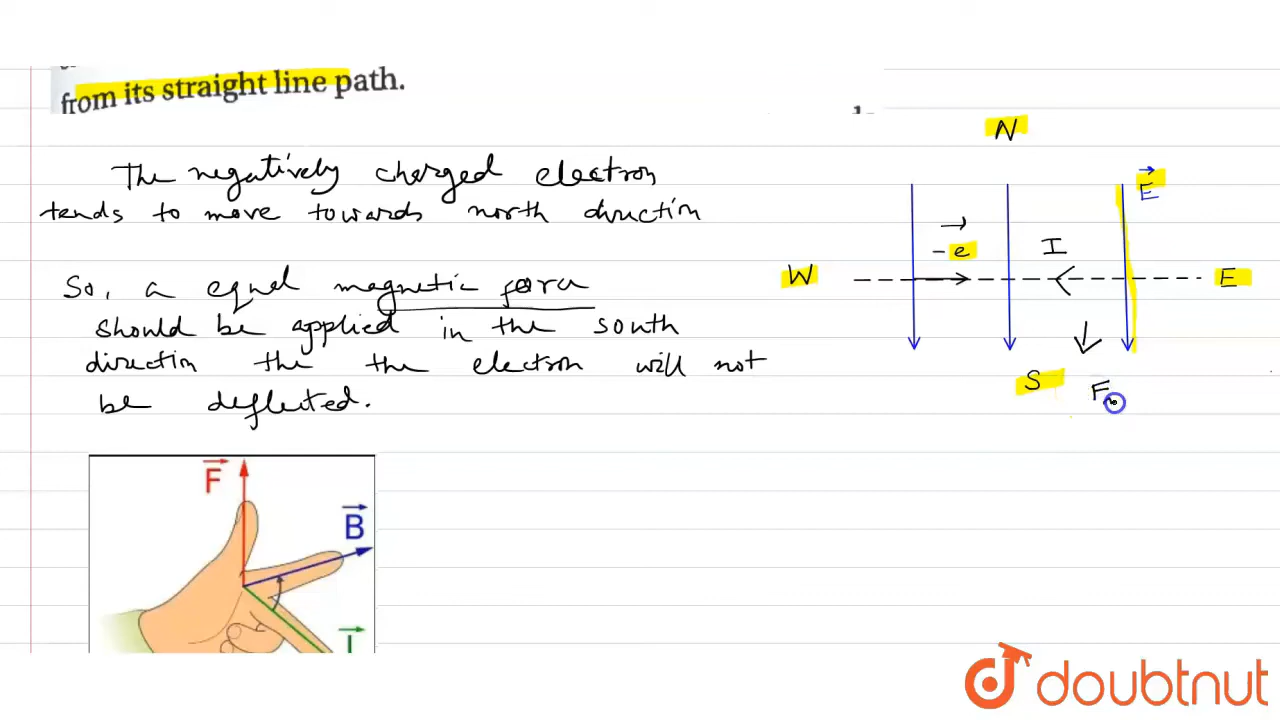 from its straight line path.
The negatively charged electron
tends to move towards north direction
So, a equal magnetic force
should be applied in the south
direction the the electron will not
be deflected.
N
E
-e
I
W
E
S
F
F
B
I
doubtnut